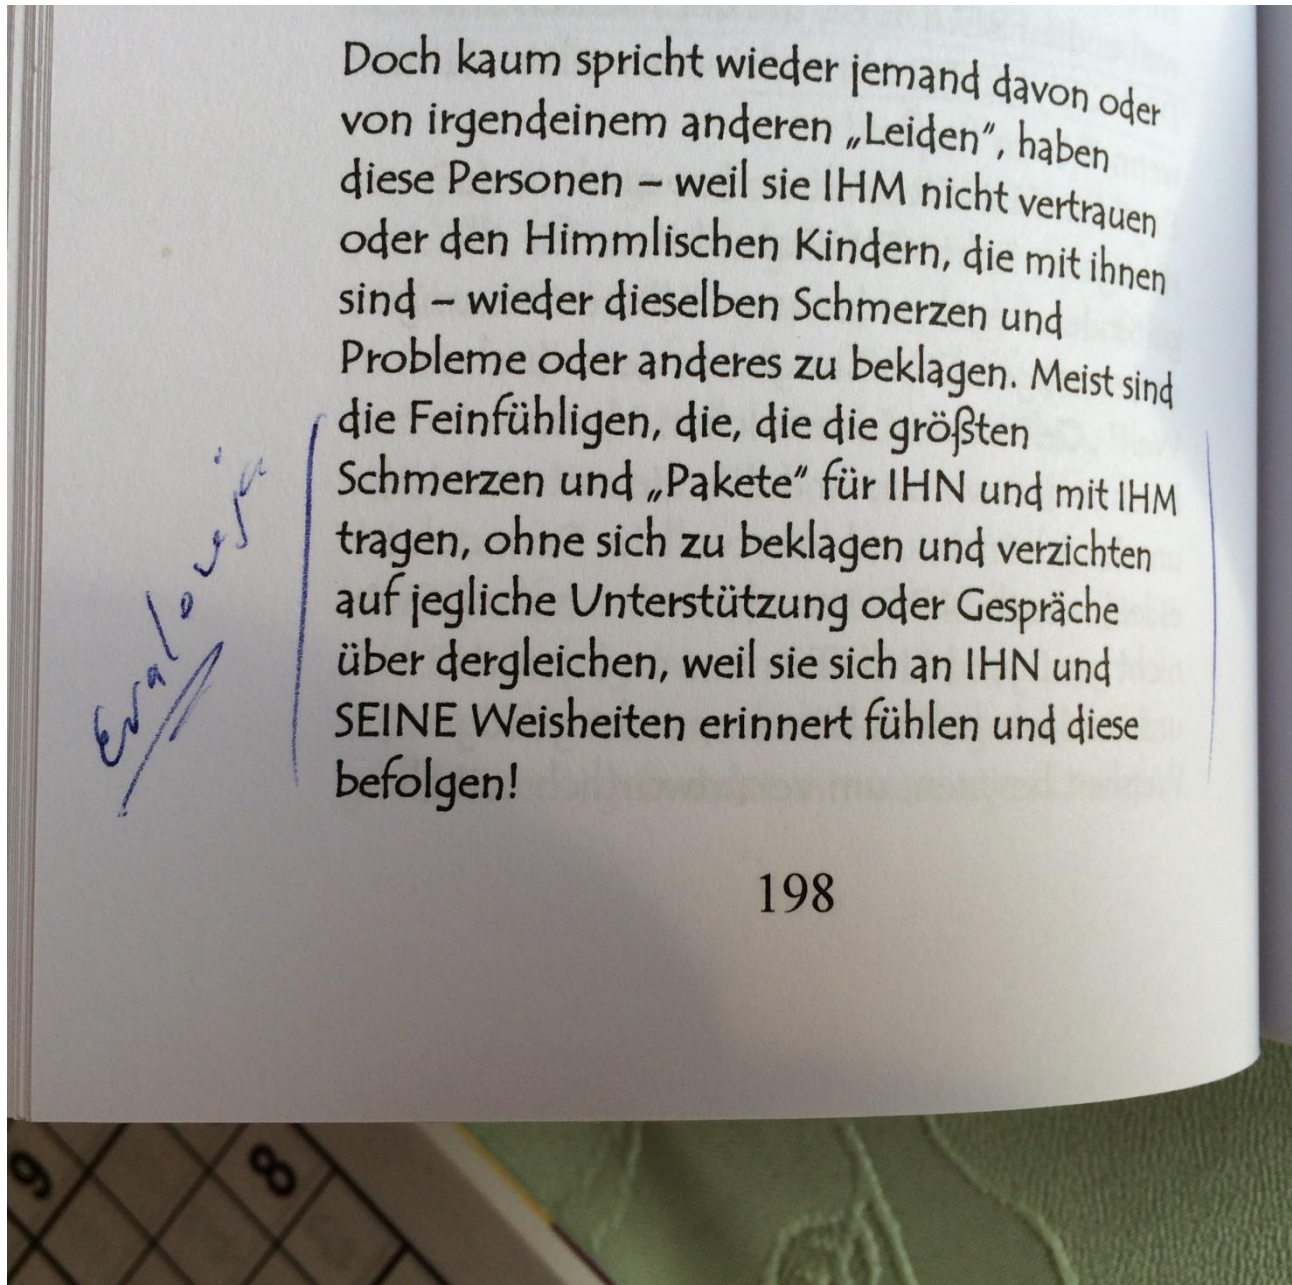 Doch kaum spricht wieder jemand davon oder
von irgendeinem anderen „Leiden“, haben
diese Personen – weil sie IHM nicht vertrauen
oder den Himmlischen Kindern, die mit ihnen
sind – wieder dieselben Schmerzen und
Probleme oder anderes zu beklagen. Meist sind
die Feinfühligen, die, die die größten
Schmerzen und „Pakete“ für IHN und mit IHM
tragen, ohne sich zu beklagen und verzichten
auf jegliche Unterstützung oder Gespräche
über dergleichen, weil sie sich an IHN und
SEINE Weisheiten erinnert fühlen und diese
befolgen!
198
9
8